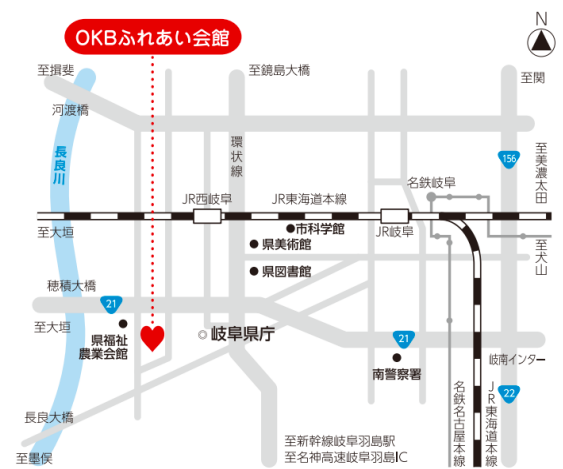 N
OKBふれあい会館
至揖斐
至鏡島大橋
至関
河渡橋
長良川
環状線
156
至美濃太田
名鉄岐阜
JR西岐阜
JR東海道本線
市科学館
JR岐阜
至大垣
県美術館
至犬山
県図書館
穂積大橋
21
至大垣
県福祉
農業会館
岐阜県庁
21
南警察署
岐南インター
22
名鉄名古屋本線
JR東海道本線
長良大橋
至墨俣
至新幹線岐阜羽島駅
至名神高速岐阜羽島IC